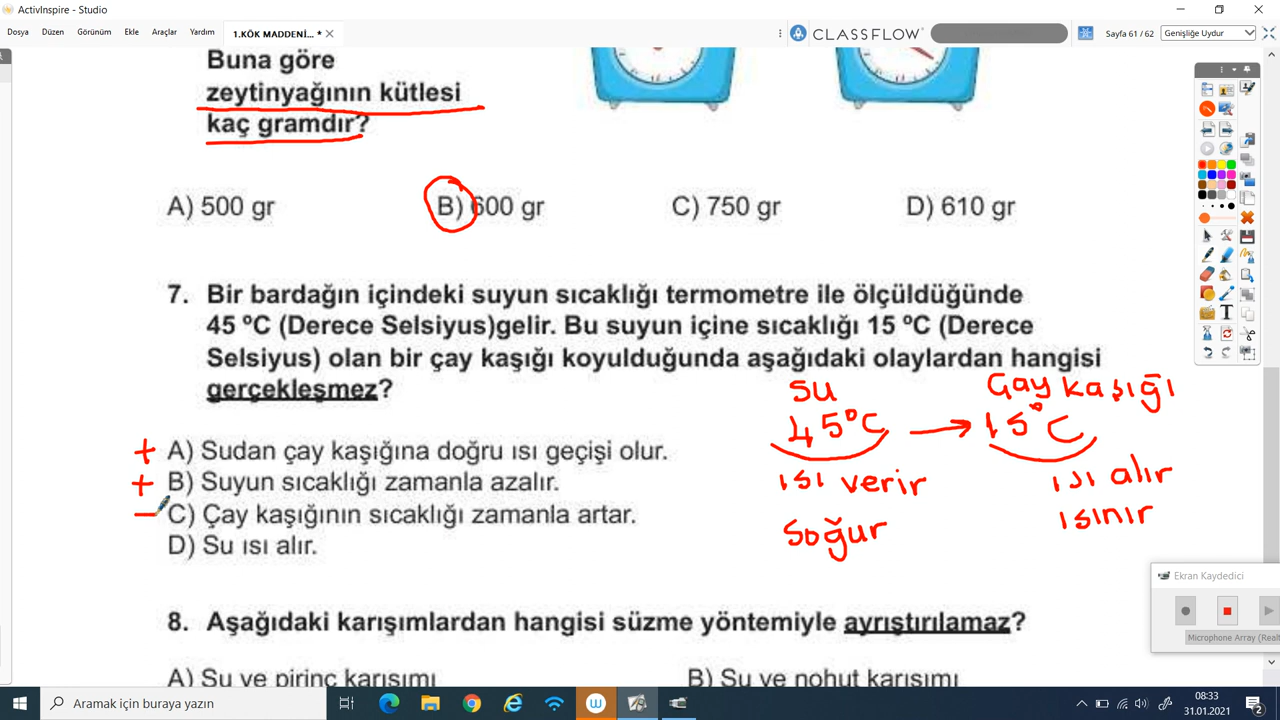 ActivInspire - Studio
Dosya Düzen Görünüm Ekle Araçlar Yardım
1.KÖK MADDENİ... *
CLASSFLOW
Sayfa 61 / 62
Genişliğe Uydur
Buna göre
zeytinyağının kütlesi
kaç gramdır?
A) 500 gr B) 600 gr C) 750 gr D) 610 gr
7. Bir bardağın içindeki suyun sıcaklığı termometre ile ölçüldüğünde
45 ºC (Derece Selsiyus)gelir. Bu suyun içine sıcaklığı 15 ºC (Derece
Selsiyus) olan bir çay kaşığı koyulduğunda aşağıdaki olaylardan hangisi
gerçekleşmez?
su Çay kaşığı
45°C → 15°C
ısı verir ısı alır
soğur ısınır
+ A) Sudan çay kaşığına doğru ısı geçişi olur.
+ B) Suyun sıcaklığı zamanla azalır.
– C) Çay kaşığının sıcaklığı zamanla artar.
D) Su ısı alır.
8. Aşağıdaki karışımlardan hangisi süzme yöntemiyle ayrıştırılamaz?
A) Su ve pirinç karışımı B) Su ve nohut karışımı
Ekran Kaydedici
Microphone Array (Realt
Aramak için buraya yazın
08:33
31.01.2021
2